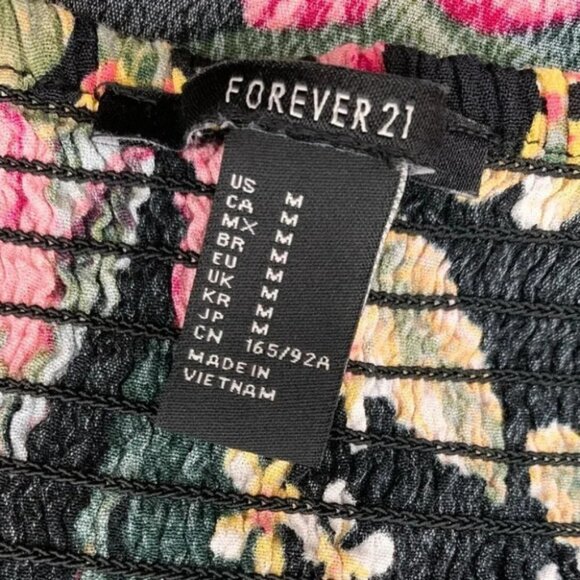 FOREVER 21
US M
CA M
MX M
BR M
EU M
UK M
KR M
JP M
CN 165/92A
MADE IN
VIETNAM